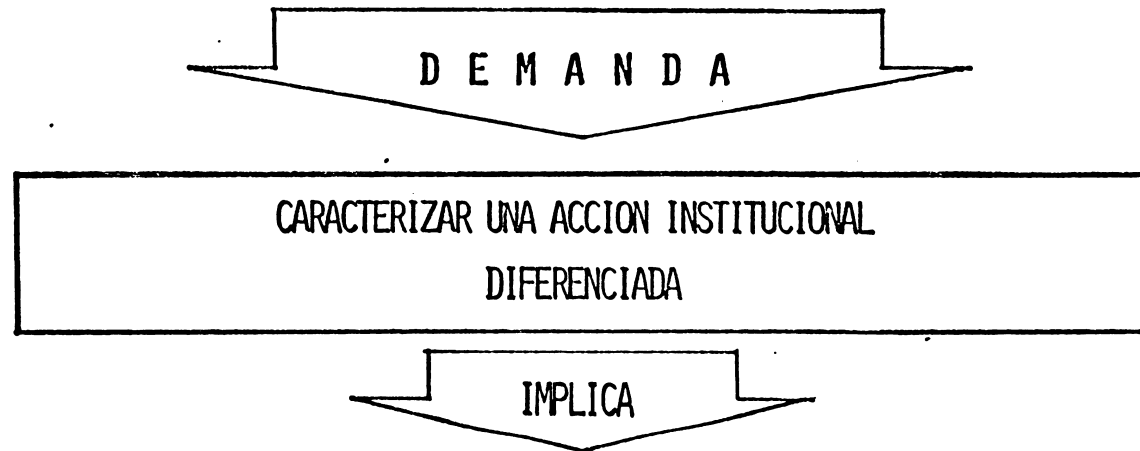 D E M A N D A
CARACTERIZAR UNA ACCION INSTITUCIONAL
DIFERENCIADA
IMPLICA